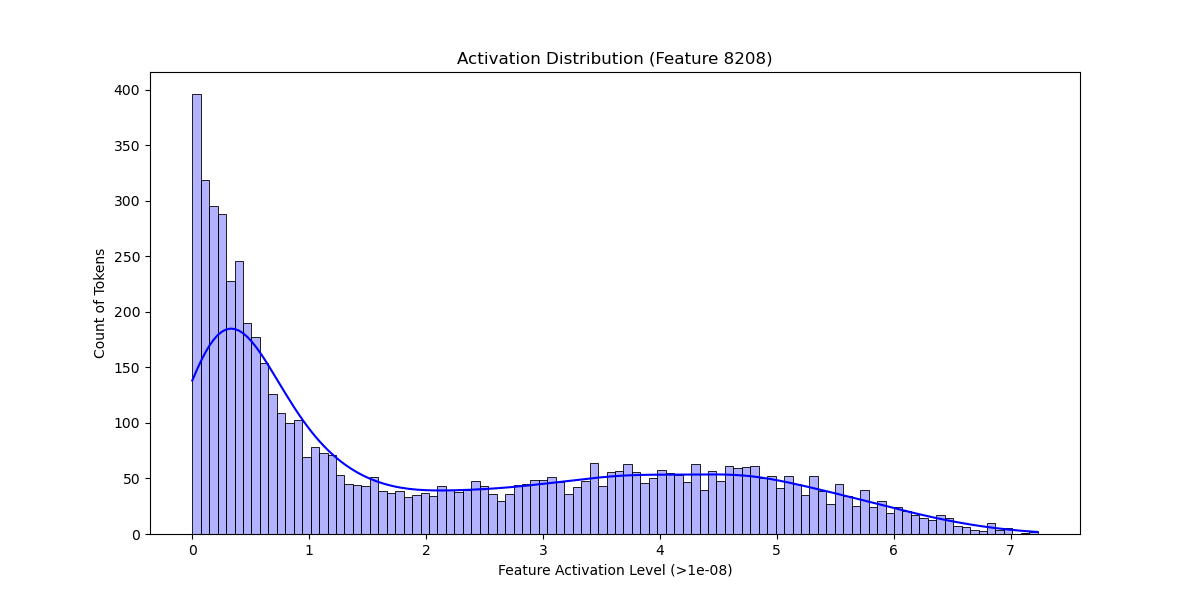 Activation Distribution (Feature 8208)
400
350
300
250
200
150
100
50
0
Count of Tokens
0 1 2 3 4 5 6 7
Feature Activation Level (>1e-08)